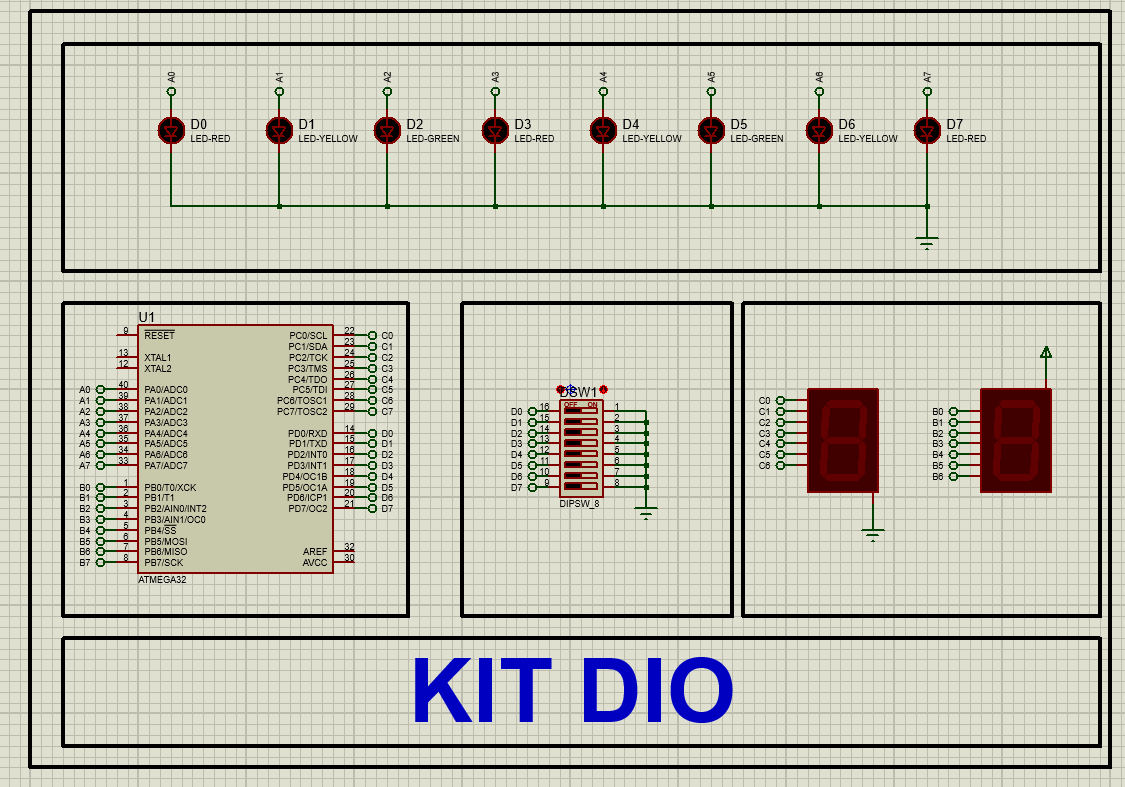 A0 A1 A2 A3 A4 A5 A6 A7
D0 D1 D2 D3 D4 D5 D6 D7
LED-RED LED-YELLOW LED-GREEN LED-RED LED-YELLOW LED-GREEN LED-YELLOW LED-RED
U1
9 RESET PC0/SCL 22 C0
PC1/SDA 23 C1
13 XTAL1 PC2/TCK 24 C2
12 XTAL2 PC3/TMS 25 C3
PC4/TDO 26 C4
A0 40 PA0/ADC0 PC5/TDI 27 C5
A1 39 PA1/ADC1 PC6/TOSC1 28 C6
A2 38 PA2/ADC2 PC7/TOSC2 29 C7
A3 37 PA3/ADC3
A4 36 PA4/ADC4 PD0/RXD 14 D0
A5 35 PA5/ADC5 PD1/TXD 15 D1
A6 34 PA6/ADC6 PD2/INT0 16 D2
A7 33 PA7/ADC7 PD3/INT1 17 D3
PD4/OC1B 18 D4
B0 1 PB0/T0/XCK PD5/OC1A 19 D5
B1 2 PB1/T1 PD6/ICP1 20 D6
B2 3 PB2/AIN0/INT2 PD7/OC2 21 D7
B3 4 PB3/AIN1/OC0
B4 5 PB4/SS
B5 6 PB5/MOSI
B6 7 PB6/MISO AREF 32
B7 8 PB7/SCK AVCC 30
ATMEGA32
DSW1
OFF ON
D0 16 1
D1 15 2
D2 14 3
D3 13 4
D4 12 5
D5 11 6
D6 10 7
D7 9 8
DIPSW_8
C0
C1
C2
C3
C4
C5
C6
B0
B1
B2
B3
B4
B5
B6
KIT DIO